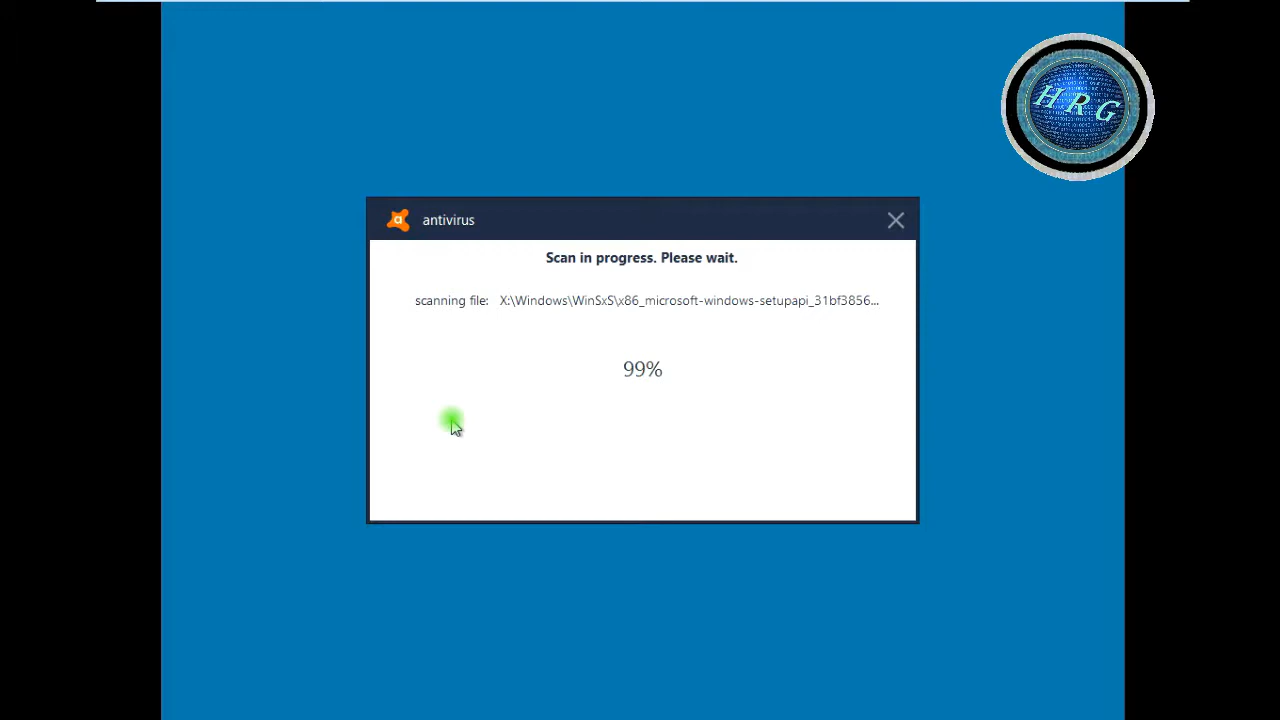 HRG
a antivirus
Scan in progress. Please wait.
scanning file: X:\Windows\WinSxS\x86_microsoft-windows-setupapi_31bf3856...
99%